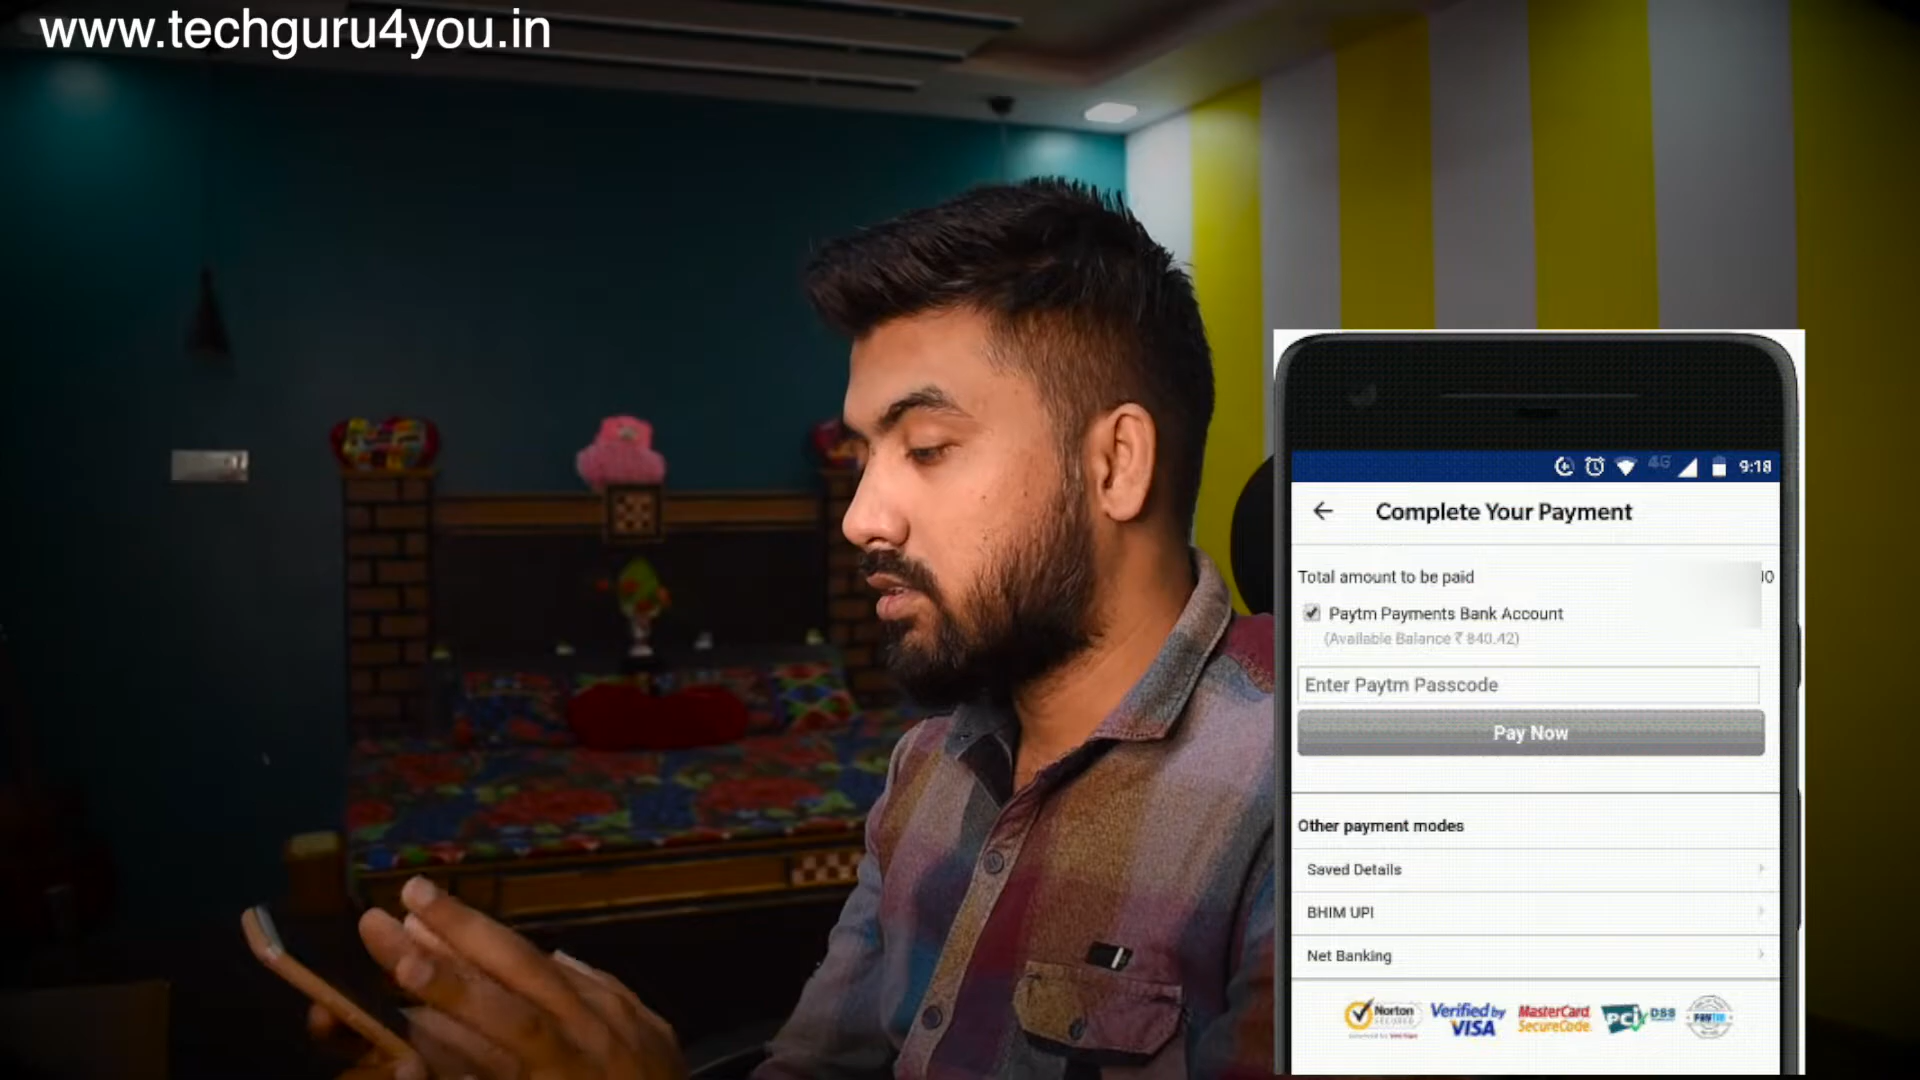 www.techguru4you.in
4G 9:18
Complete Your Payment
Total amount to be paid
Paytm Payments Bank Account
(Available Balance ₹ 840.42)
Enter Paytm Passcode
Pay Now
Other payment modes
Saved Details
BHIM UPI
Net Banking
Norton
SECURED
Verified by
VISA
MasterCard
SecureCode
PCI DSS